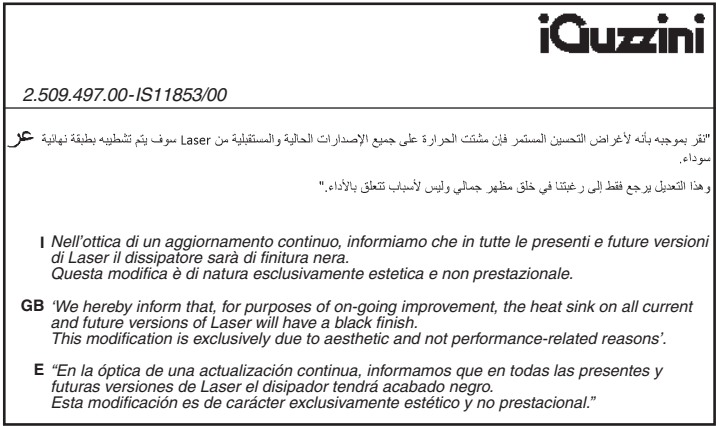 iGuzzini
2.509.497.00-IS11853/00
عر "نقر بموجبه بأنه لأغراض التحسين المستمر فإن مشتت الحرارة على جميع الإصدارات الحالية والمستقبلية من Laser سوف يتم تشطيبه بطبقة نهائية
سوداء.
وهذا التعديل يرجع فقط إلى رغبتنا في خلق مظهر جمالي وليس لأسباب تتعلق بالأداء."
I Nell'ottica di un aggiornamento continuo, informiamo che in tutte le presenti e future versioni
di Laser il dissipatore sarà di finitura nera.
Questa modifica è di natura esclusivamente estetica e non prestazionale.
GB 'We hereby inform that, for purposes of on-going improvement, the heat sink on all current
and future versions of Laser will have a black finish.
This modification is exclusively due to aesthetic and not performance-related reasons'.
E "En la óptica de una actualización continua, informamos que en todas las presentes y
futuras versiones de Laser el disipador tendrá acabado negro.
Esta modificación es de carácter exclusivamente estético y no prestacional."